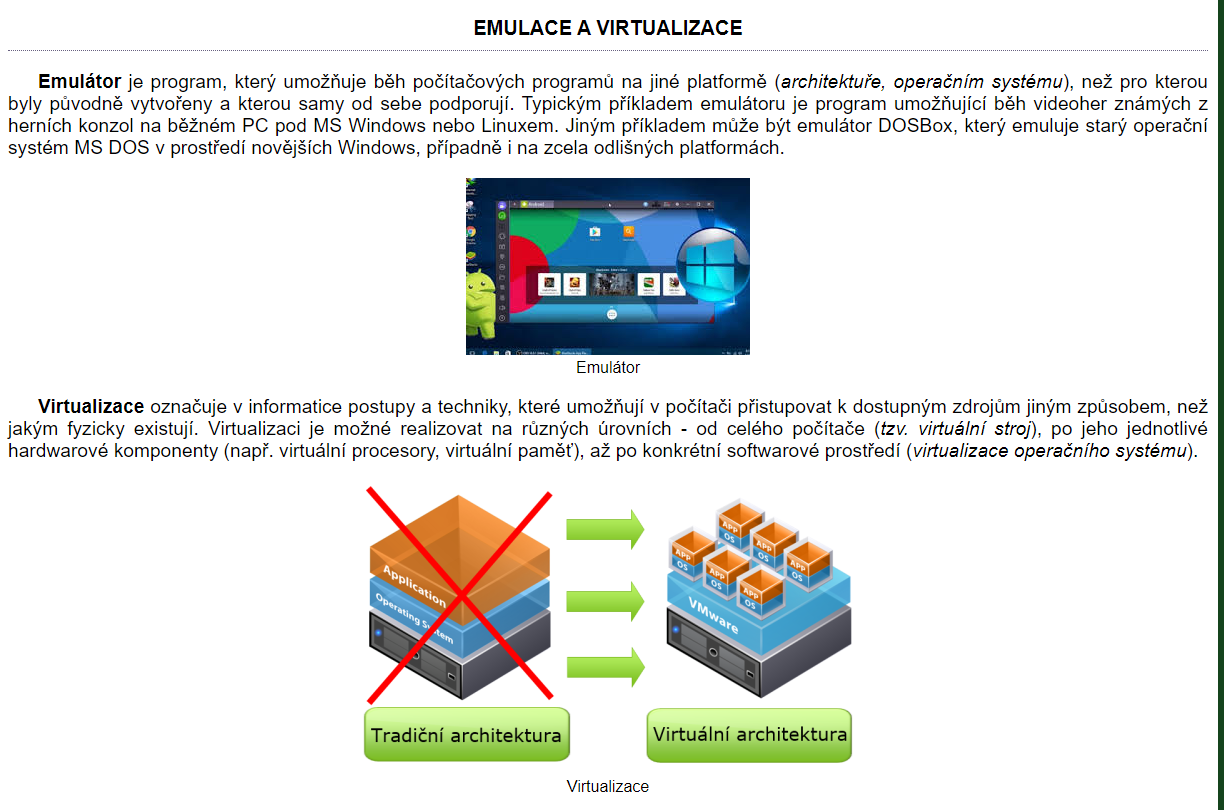 EMULACE A VIRTUALIZACE
Emulátor je program, který umožňuje běh počítačových programů na jiné platformě (architektuře, operačním systému), než pro kterou
byly původně vytvořeny a kterou samy od sebe podporují. Typickým příkladem emulátoru je program umožňující běh videoher známých z
herních konzol na běžném PC pod MS Windows nebo Linuxem. Jiným příkladem může být emulátor DOSBox, který emuluje starý operační
systém MS DOS v prostředí novějších Windows, případně i na zcela odlišných platformách.
Emulátor
Virtualizace označuje v informatice postupy a techniky, které umožňují v počítači přistupovat k dostupným zdrojům jiným způsobem, než
jakým fyzicky existují. Virtualizaci je možné realizovat na různých úrovních - od celého počítače (tzv. virtuální stroj), po jeho jednotlivé
hardwarové komponenty (např. virtuální procesory, virtuální paměť), až po konkrétní softwarové prostředí (virtualizace operačního systému).
Application
Operating System
APP
OS
APP
OS
APP
OS
APP
OS
APP
OS
APP
OS
VMware
Tradiční architektura
Virtuální architektura
Virtualizace